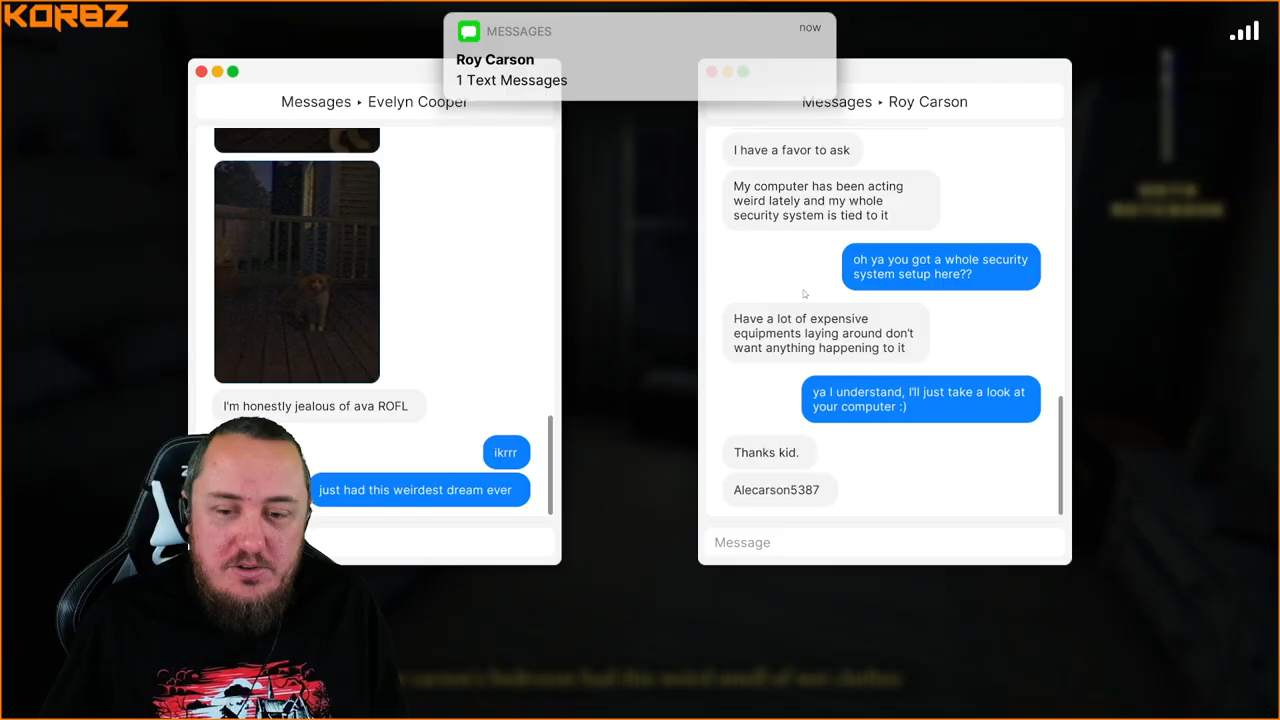 KORBZ
MESSAGES
now
Roy Carson
1 Text Messages
Messages ▸ Evelyn Cooper
I'm honestly jealous of ava ROFL
ikrrr
just had this weirdest dream ever
Messages ▸ Roy Carson
I have a favor to ask
My computer has been acting
weird lately and my whole
security system is tied to it
oh ya you got a whole security
system setup here??
Have a lot of expensive
equipments laying around don't
want anything happening to it
ya I understand, I'll just take a look at
your computer :)
Thanks kid.
Alecarson5387
Message